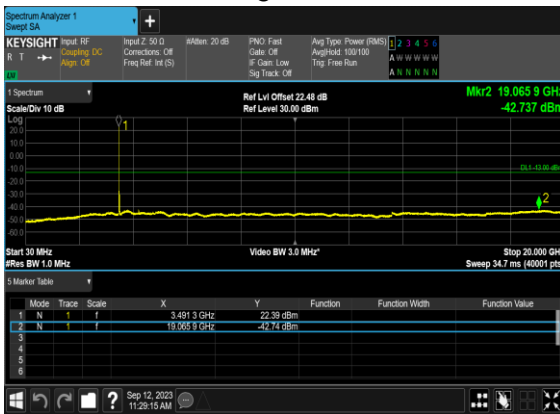 Spectrum Analyzer 1
Swept SA
+
KEYSIGHT
R T
LV
Input: RF
Coupling: DC
Align: Off
Input Z: 50 Ω
Corrections: Off
Freq Ref: Int (S)
#Atten: 20 dB
PNO: Fast
Gate: Off
IF Gain: Low
Sig Track: Off
Avg Type: Power (RMS)
Avg|Hold: 100/100
Trig: Free Run
1 2 3 4 5 6
A W W W W W
A N N N N N
1 Spectrum
Scale/Div 10 dB
Ref Lvl Offset 22.48 dB
Ref Level 30.00 dBm
Mkr2 19.065 9 GHz
-42.737 dBm
Log
20.0
10.0
0.00
-10.0
-20.0
-30.0
-40.0
-50.0
-60.0
1
DL1 -13.00 dBm
2
Start 30 MHz
#Res BW 1.0 MHz
Video BW 3.0 MHz*
Stop 20.000 GH
Sweep 34.7 ms (40001 pts
5 Marker Table
Mode Trace Scale X Y Function Function Width Function Value
1 N 1 f 3.491 3 GHz 22.39 dBm
2 N 1 f 19.065 9 GHz -42.74 dBm
3
4
5
6
?
Sep 12, 2023
11:29:15 AM